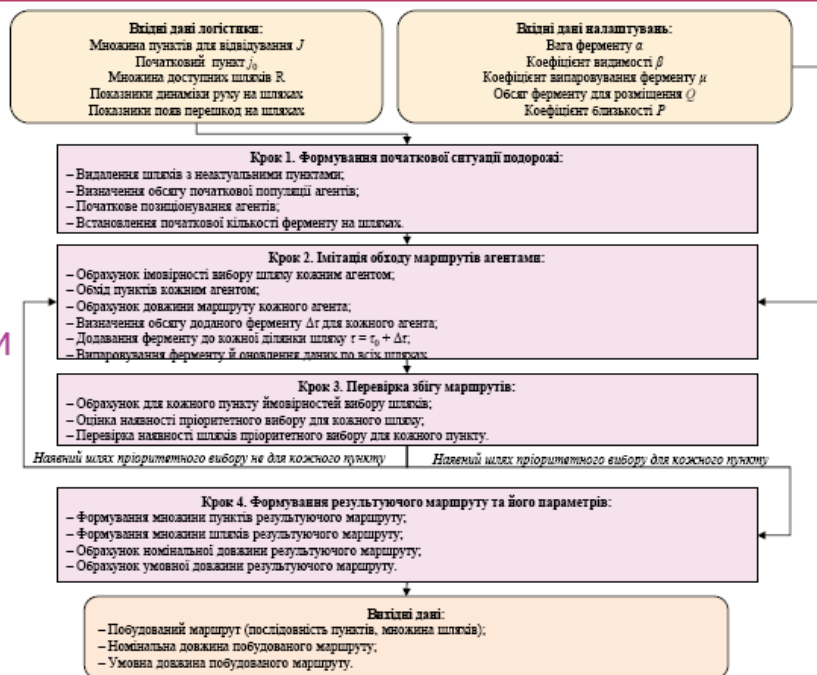 Вхідні дані логістики:
Множина пунктів для відвідування J
Початковий пункт j₀
Множина доступних шляхів R
Показники динаміки руху на шляхах
Показники появ перешкод на шляхах
Вхідні дані налаштувань:
Вага ферменту α
Коефіцієнт видимості β
Коефіцієнт випаровування ферменту μ
Обсяг ферменту для розміщення Q
Коефіцієнт близькості P
Крок 1. Формування початкової ситуації подорожі:
– Видалення шляхів з неактуальними пунктами;
– Визначення обсягу початкової популяції агентів;
– Початкове позиціонування агентів;
– Встановлення початкової кількості ферменту на шляхах.
Крок 2. Імітація обходу маршрутів агентами:
– Обрахунок імовірності вибору шляху кожним агентом;
– Обхід пунктів кожним агентом;
– Обрахунок довжини маршруту кожного агента;
– Визначення обсягу доданого ферменту Δτ для кожного агента;
– Додавання ферменту до кожної ділянки шляху τ = τ₀ + Δτ;
– Випаровування ферменту й оновлення даних по всіх шляхах
и
Крок 3. Перевірка збігу маршрутів:
– Обрахунок для кожного пункту ймовірностей вибору шляхів;
– Оцінка наявності пріоритетного вибору для кожного шляху;
– Перевірка наявності шляхів пріоритетного вибору для кожного пункту.
Наявний шлях пріоритетного вибору не для кожного пункту
Наявний шлях пріоритетного вибору для кожного пункту
Крок 4. Формування результуючого маршруту та його параметрів:
– Формування множини пунктів результуючого маршруту;
– Формування множини шляхів результуючого маршруту;
– Обрахунок номінальної довжини результуючого маршруту;
– Обрахунок умовної довжини результуючого маршруту.
Вихідні дані:
– Побудований маршрут (послідовність пунктів, множина шляхів);
– Номінальна довжина побудованого маршруту;
– Умовна довжина побудованого маршруту.